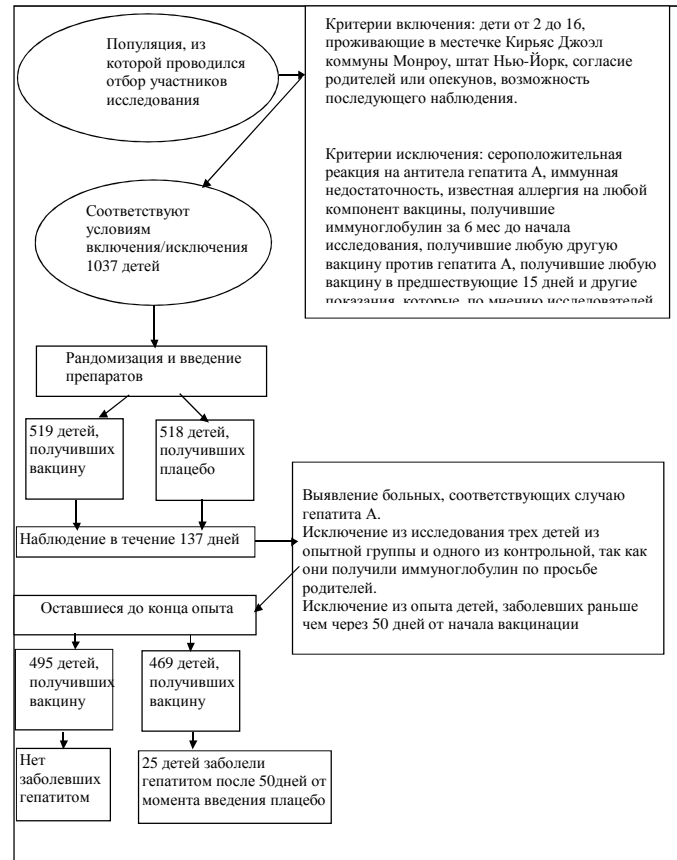 Популяция, из
которой проводился
отбор участников
исследования
Критерии включения: дети от 2 до 16,
проживающие в местечке Кирьяс Джоэл
коммуны Монроу, штат Нью-Йорк, согласие
родителей или опекунов, возможность
последующего наблюдения.
Критерии исключения: сероположительная
реакция на антитела гепатита А, иммунная
недостаточность, известная аллергия на любой
компонент вакцины, получившие
иммуноглобулин за 6 мес до начала
исследования, получившие любую другую
вакцину против гепатита А, получившие любую
вакцину в предшествующие 15 дней и другие
показания, которые, по мнению исследователей
Соответствуют
условиям
включения/исключения
1037 детей
Рандомизация и введение
препаратов
519 детей,
получивших
вакцину
518 детей,
получивших
плацебо
Наблюдение в течение 137 дней
Выявление больных, соответствующих случаю
гепатита А.
Исключение из исследования трех детей из
опытной группы и одного из контрольной, так как
они получили иммуноглобулин по просьбе
родителей.
Исключение из опыта детей, заболевших раньше
чем через 50 дней от начала вакцинации
Оставшиеся до конца опыта
495 детей,
получивших
вакцину
469 детей,
получивших
вакцину
Нет
заболевших
гепатитом
25 детей заболели
гепатитом после 50дней от
момента введения плацебо